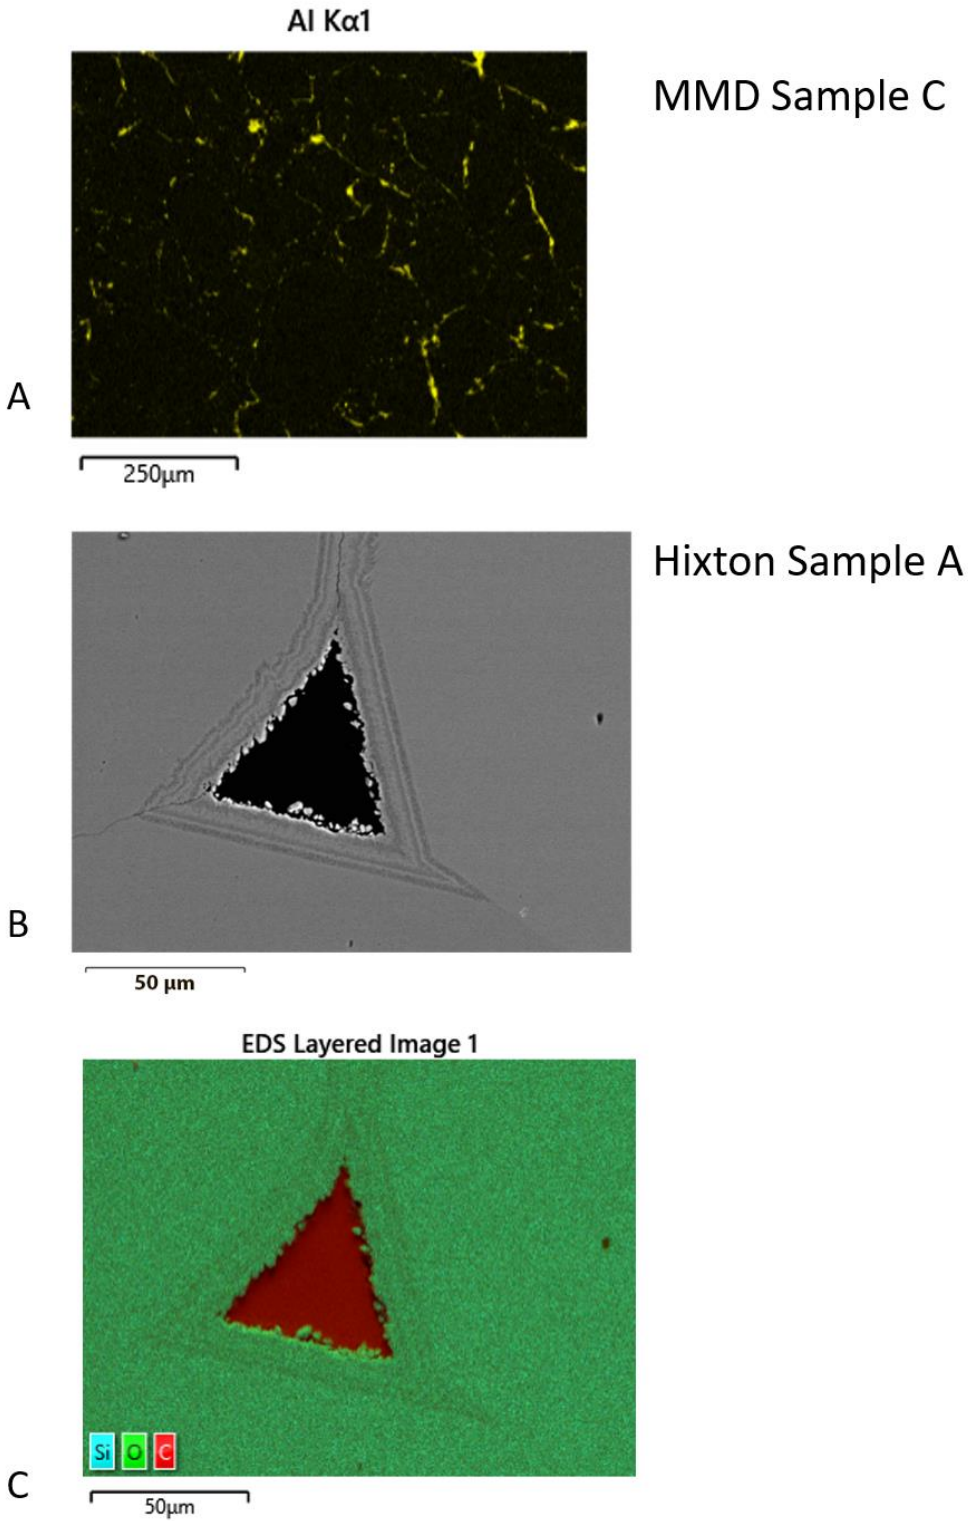 Al Kα1
MMD Sample C
A
250μm
Hixton Sample A
B
50 μm
EDS Layered Image 1
Si O C
C
50μm